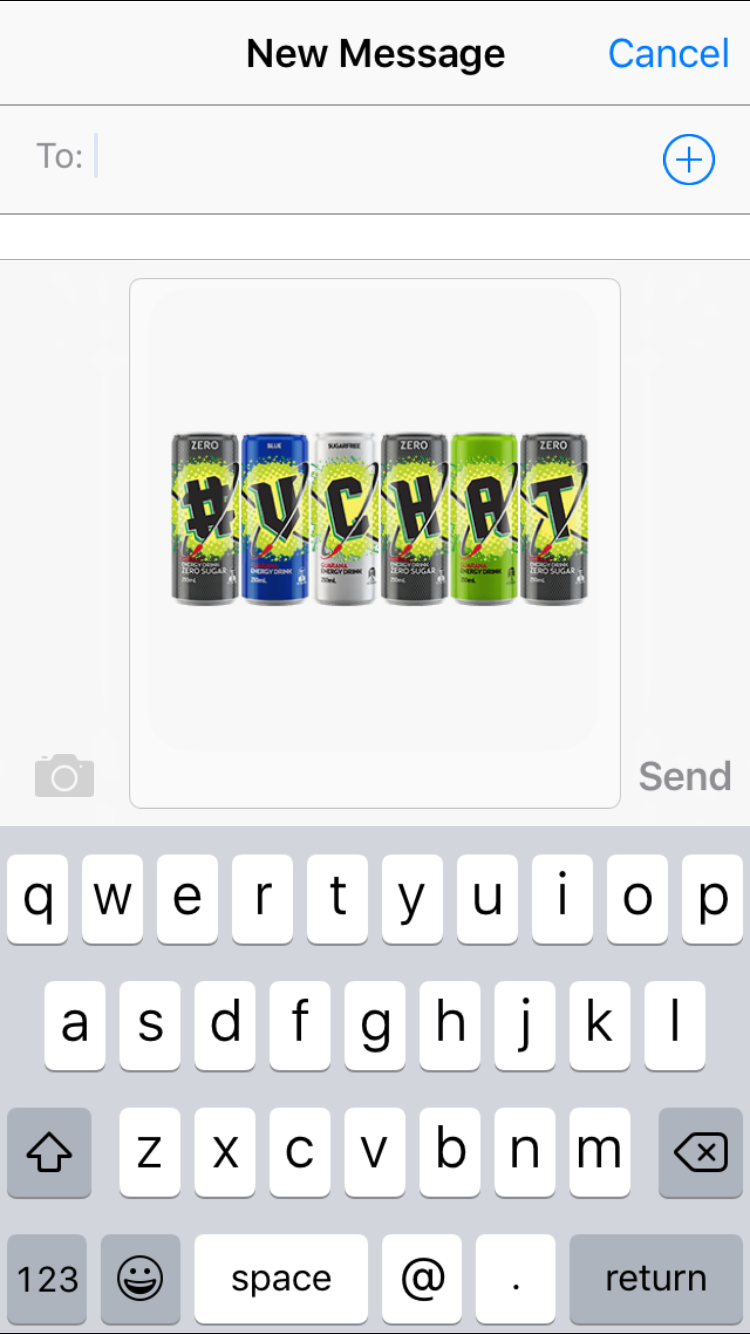 New Message
Cancel
To:
ZERO
BLUE
SUGARFREE
ZERO
ZERO
#VCHAT
GUARANA
ENERGY DRINK
GUARANA
ENERGY DRINK
GUARANA
ENERGY DRINK
ENERGY DRINK
ZERO SUGAR
ENERGY DRINK
ZERO SUGAR
ENERGY DRINK
ZERO SUGAR
250mL
250mL
250mL
250mL
250mL
250mL
Send
q w e r t y u i o p
a s d f g h j k l
z x c v b n m
123
space
@
.
return